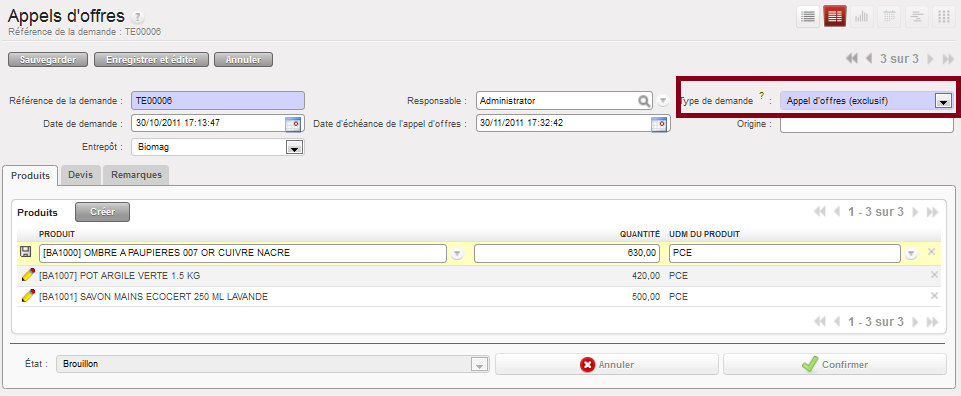 Appels d'offres ?
Référence de la demande : TE00006
Sauvegarder Enregistrer et éditer Annuler 3 sur 3
Référence de la demande : TE00006 Responsable : Administrator Type de demande ? : Appel d'offres (exclusif)
Date de demande : 30/10/2011 17:13:47 Date d'échéance de l'appel d'offres : 30/11/2011 17:32:42 Origine :
Entrepôt : Biomag
Produits Devis Remarques
Produits Créer 1 - 3 sur 3
PRODUIT QUANTITÉ UDM DU PRODUIT
[BA1000] OMBRE A PAUPIERES 007 OR CUIVRE NACRE 630,00 PCE
[BA1007] POT ARGILE VERTE 1.5 KG 420,00 PCE
[BA1001] SAVON MAINS ECOCERT 250 ML LAVANDE 500,00 PCE
1 - 3 sur 3
État : Brouillon Annuler Confirmer